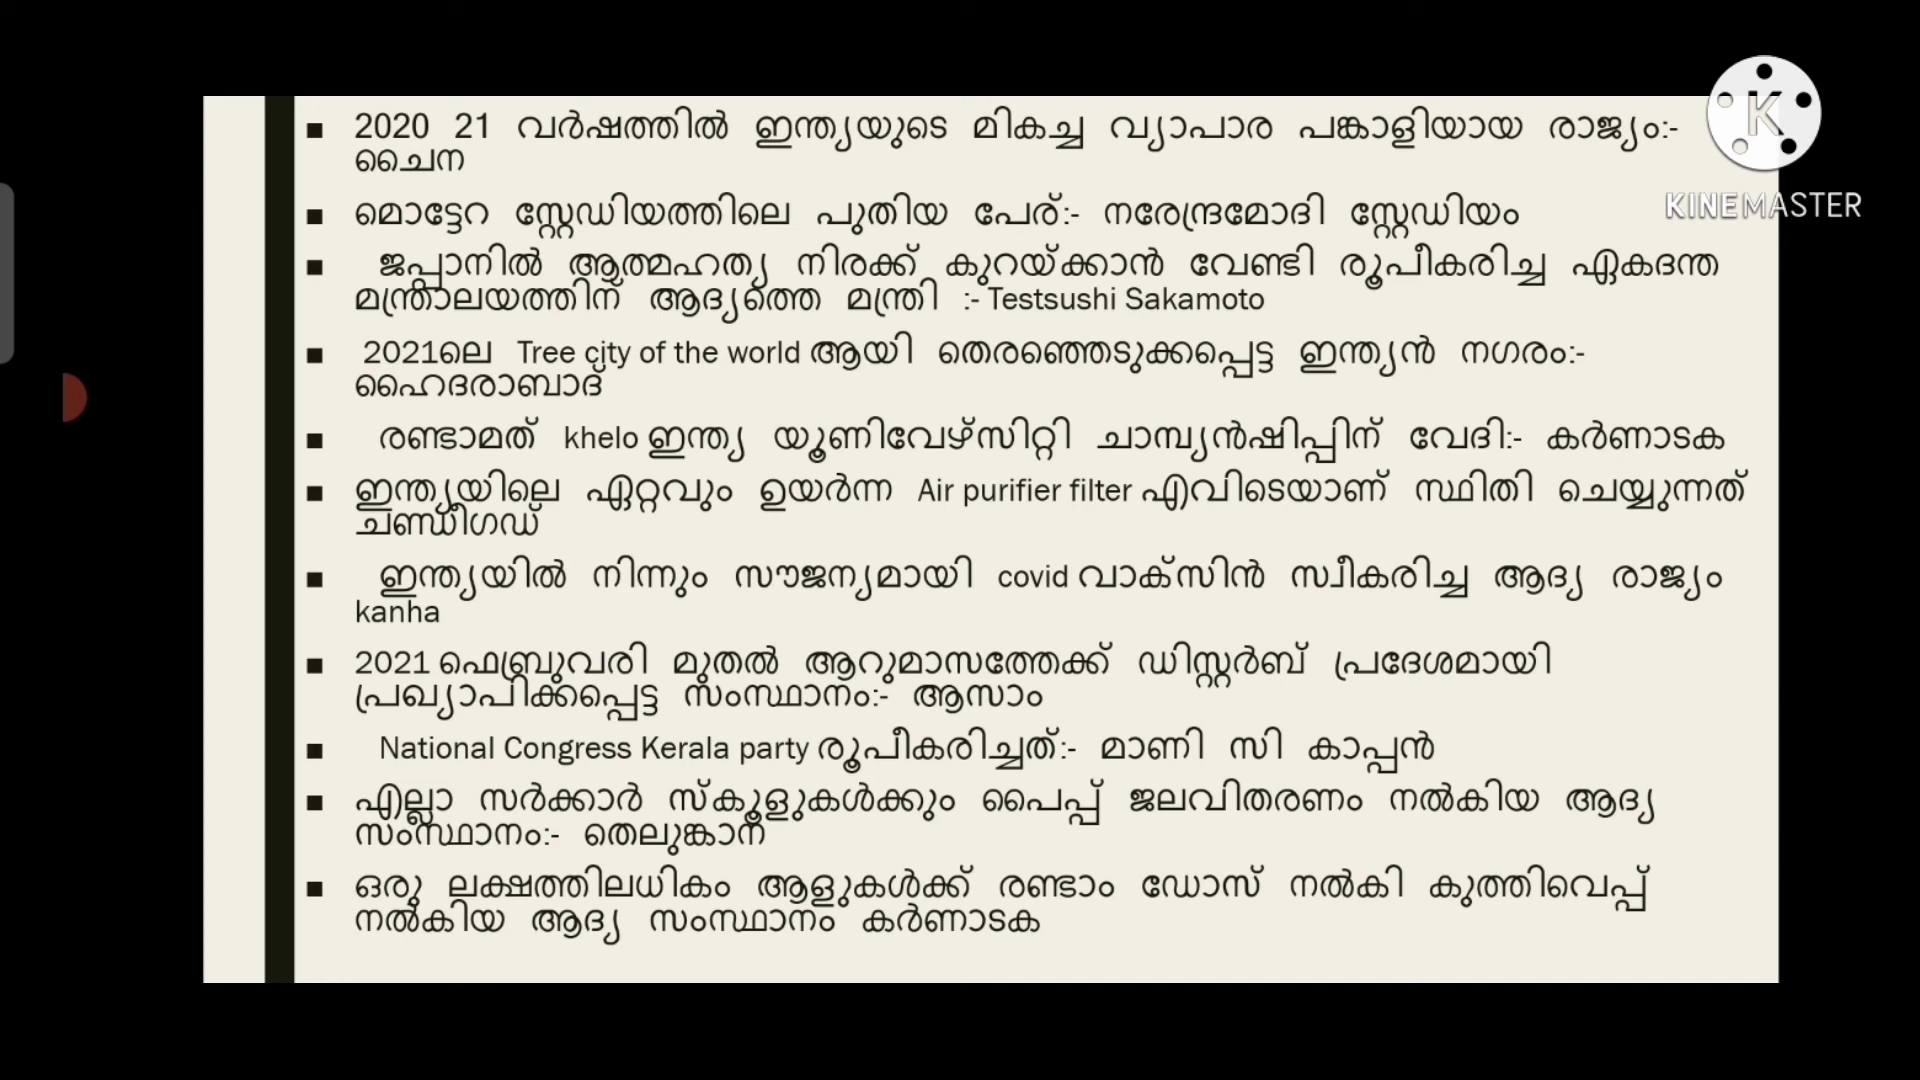 2020 21 വർഷത്തിൽ ഇന്ത്യയുടെ മികച്ച വ്യാപാര പങ്കാളിയായ രാജ്യം:-
ചൈന
മൊട്ടേറ സ്റ്റേഡിയത്തിലെ പുതിയ പേര്:- നരേന്ദ്രമോദി സ്റ്റേഡിയം
ജപ്പാനിൽ ആത്മഹത്യ നിരക്ക് കുറയ്ക്കാൻ വേണ്ടി രൂപീകരിച്ച ഏകദന്ത
മന്ത്രാലയത്തിന് ആദ്യത്തെ മന്ത്രി :- Testsushi Sakamoto
2021ലെ Tree city of the world ആയി തെരഞ്ഞെടുക്കപ്പെട്ട ഇന്ത്യൻ നഗരം:-
ഹൈദരാബാദ്
രണ്ടാമത് khelo ഇന്ത്യ യൂണിവേഴ്സിറ്റി ചാമ്പ്യൻഷിപ്പിന് വേദി:- കർണാടക
ഇന്ത്യയിലെ ഏറ്റവും ഉയർന്ന Air purifier filter എവിടെയാണ് സ്ഥിതി ചെയ്യുന്നത്
ചണ്ഡീഗഡ്
ഇന്ത്യയിൽ നിന്നും സൗജന്യമായി covid വാക്സിൻ സ്വീകരിച്ച ആദ്യ രാജ്യം
kanha
2021 ഫെബ്രുവരി മുതൽ ആറുമാസത്തേക്ക് ഡിസ്റ്റർബ് പ്രദേശമായി
പ്രഖ്യാപിക്കപ്പെട്ട സംസ്ഥാനം:- ആസാം
National Congress Kerala party രൂപീകരിച്ചത്:- മാണി സി കാപ്പൻ
എല്ലാ സർക്കാർ സ്കൂളുകൾക്കും പൈപ്പ് ജലവിതരണം നൽകിയ ആദ്യ
സംസ്ഥാനം:- തെലുങ്കാന
ഒരു ലക്ഷത്തിലധികം ആളുകൾക്ക് രണ്ടാം ഡോസ് നൽകി കുത്തിവെപ്പ്
നൽകിയ ആദ്യ സംസ്ഥാനം കർണാടക
K
KINEMASTER